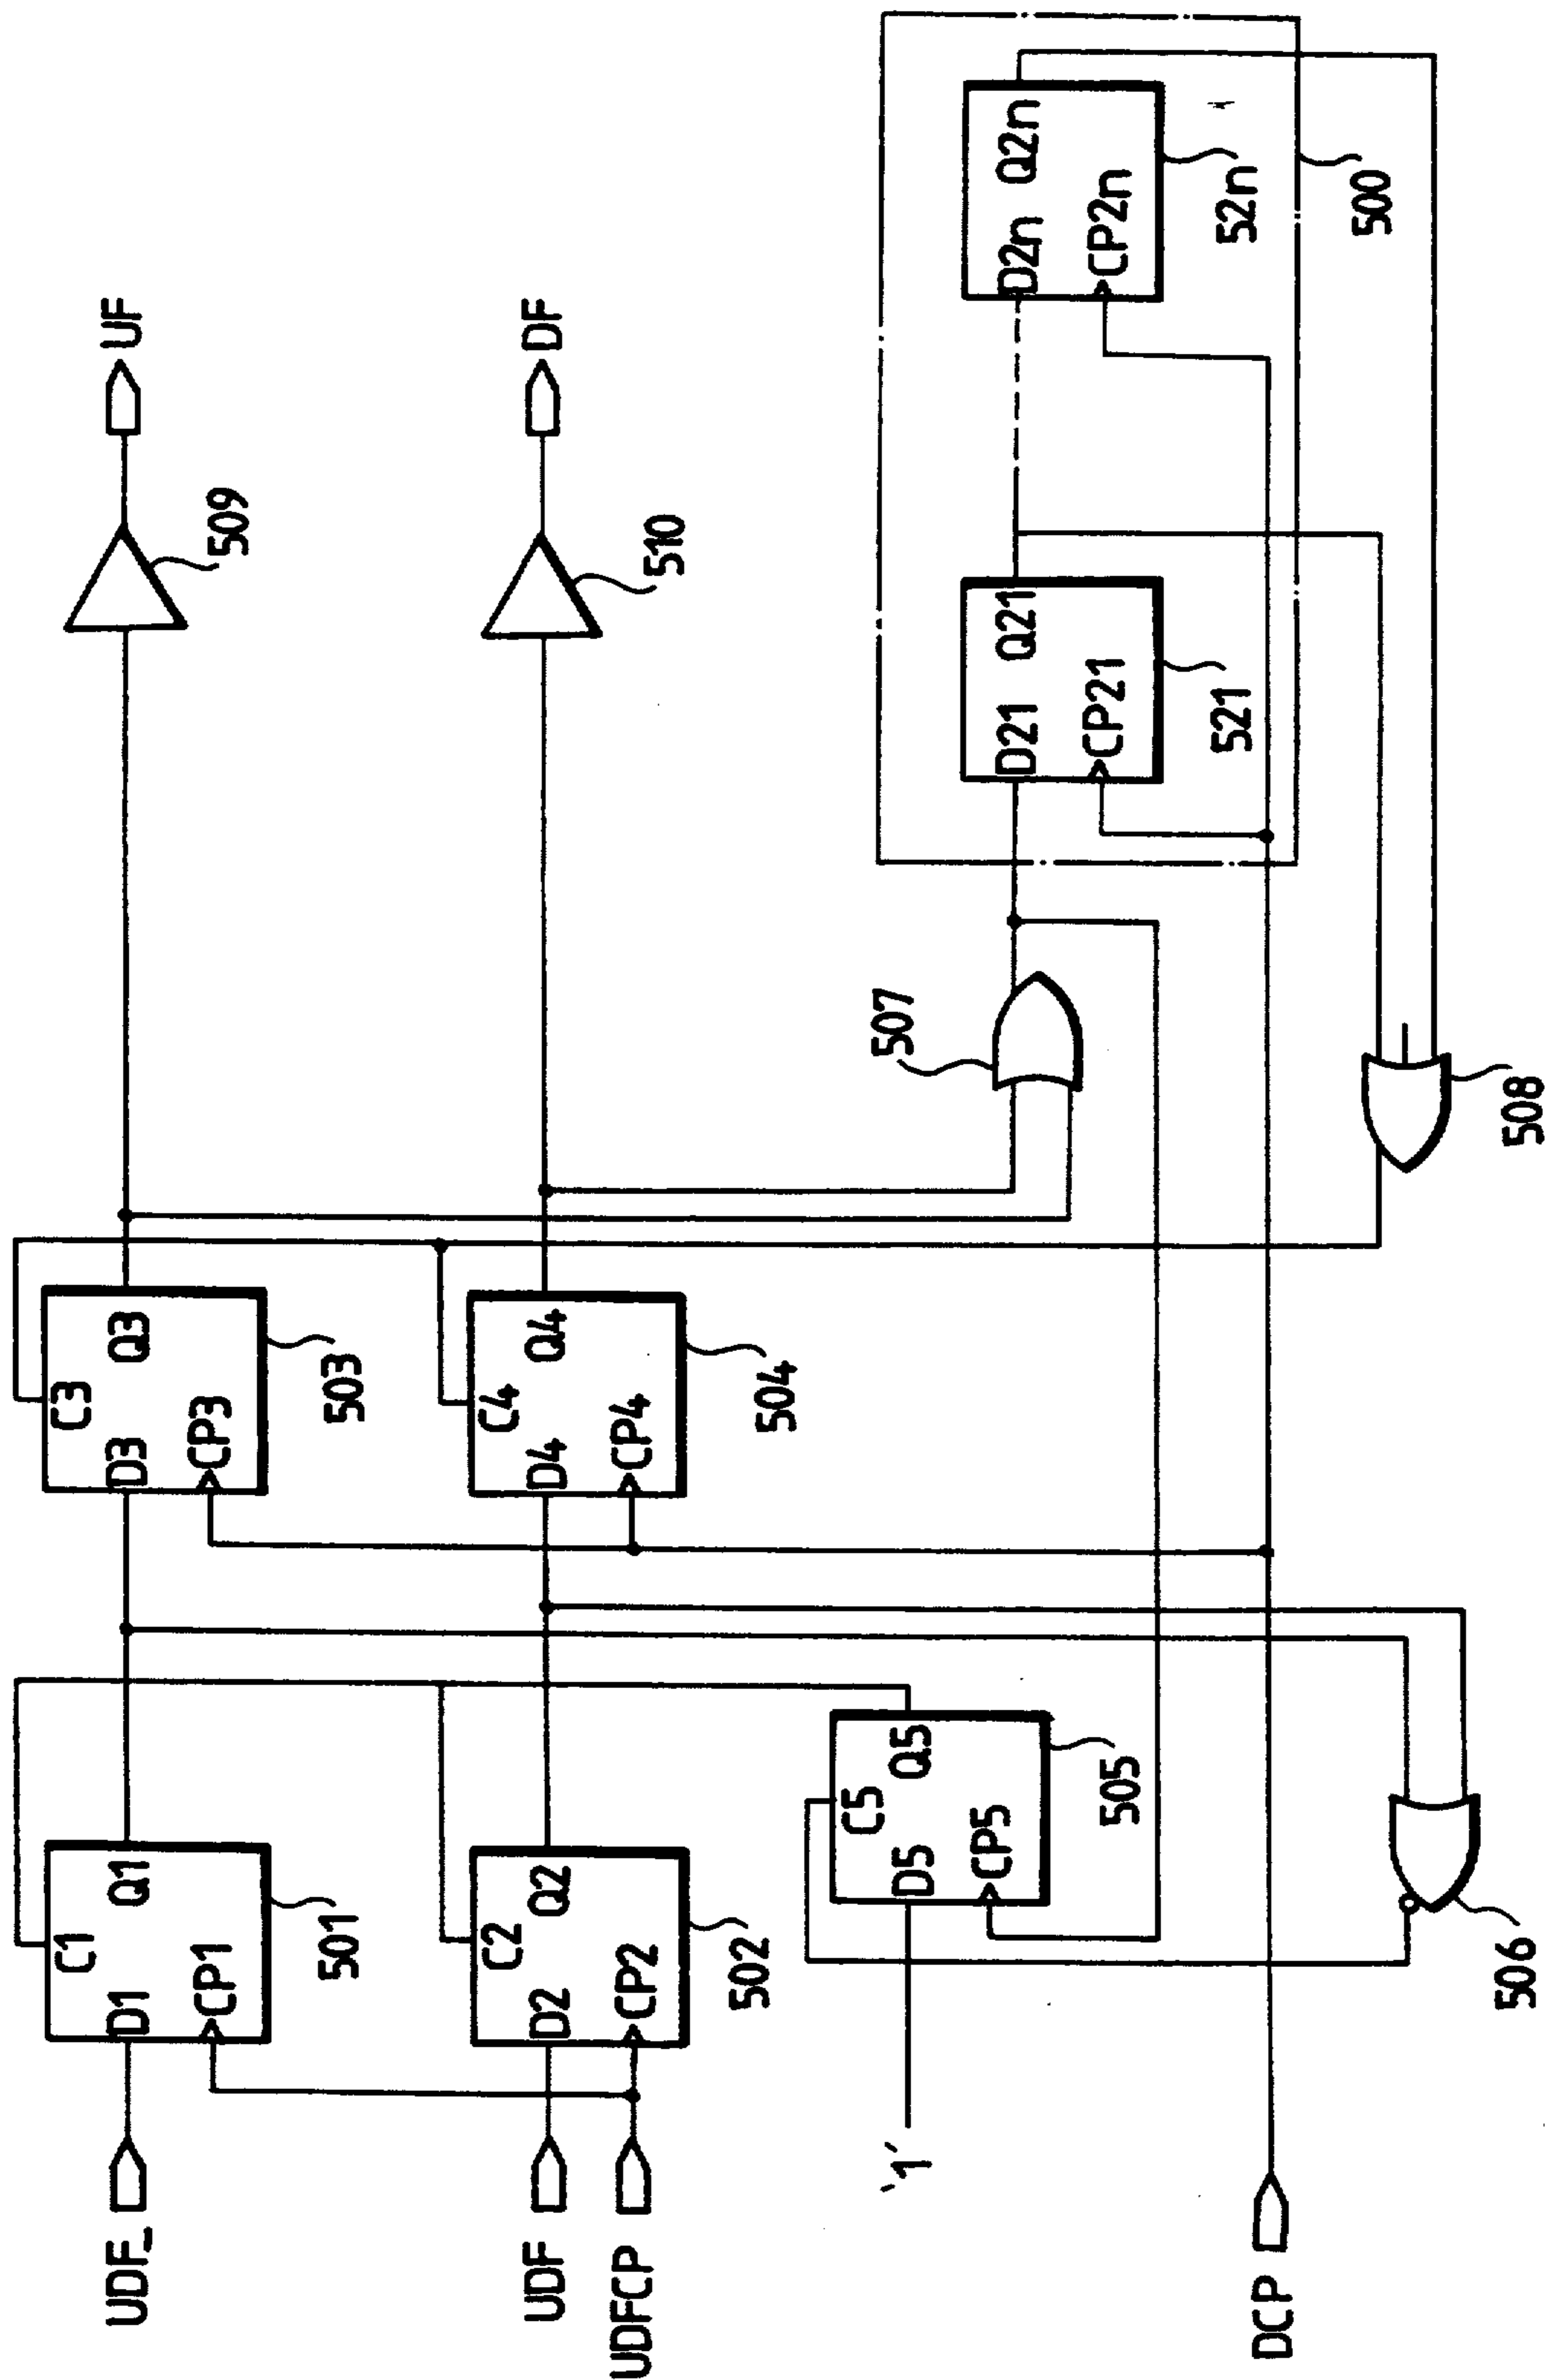 UDF_
D1 Q1
C1
CP1
501
D3 Q3
C3
CP3
503
509
UF
UDF
UDFCP
D2 Q2
C2
CP2
502
D4 Q4
C4
CP4
504
510
DF
'1'
D5 Q5
C5
CP5
505
507
D21 Q21
CP21
521
D2n Q2n
CP2n
52n
500
DCP
506
508